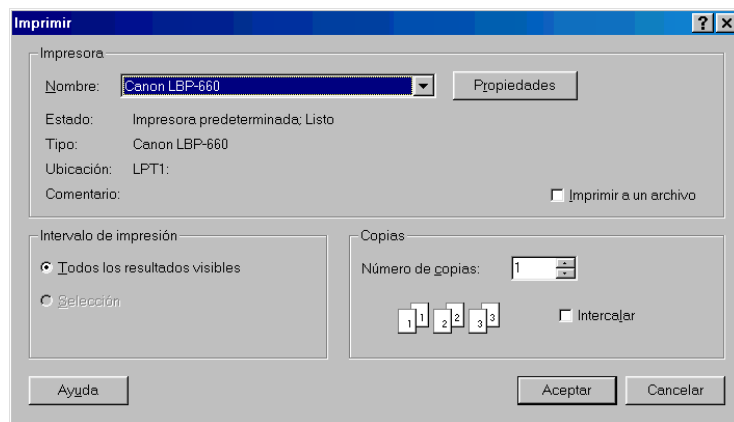 Imprimir
Impresora
Nombre: Canon LBP-660 Propiedades
Estado: Impresora predeterminada; Listo
Tipo: Canon LBP-660
Ubicación: LPT1:
Comentario: Imprimir a un archivo
Intervalo de impresión
Todos los resultados visibles
Selección
Copias
Número de copias: 1
1 1 2 2 3 3 Intercalar
Ayuda Aceptar Cancelar